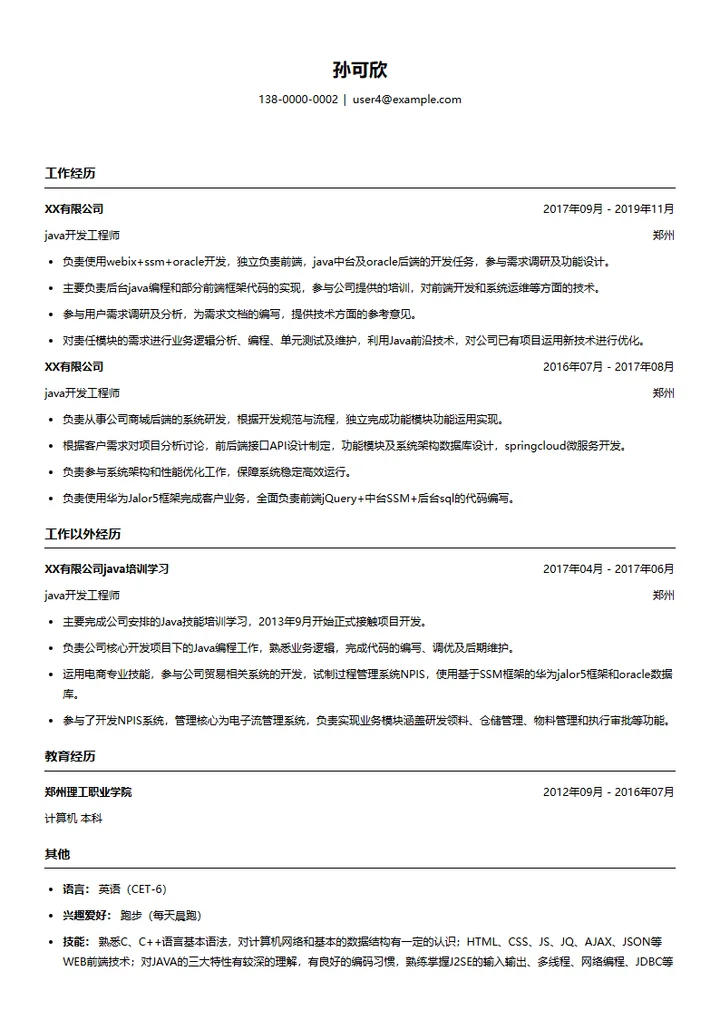 孙可欣
138-0000-0002 | user4@example.com
工作经历
XX有限公司 2017年09月 - 2019年11月
java开发工程师 郑州
• 负责使用webix+ssm+oracle开发，独立负责前端，java中台及oracle后端的开发任务，参与需求调研及功能设计。
• 主要负责后台java编程和部分前端框架代码的实现，参与公司提供的培训，对前端开发和系统运维等方面的技术。
• 参与用户需求调研及分析，为需求文档的编写，提供技术方面的参考意见。
• 对责任模块的需求进行业务逻辑分析、编程、单元测试及维护，利用Java前沿技术，对公司已有项目运用新技术进行优化。
XX有限公司 2016年07月 - 2017年08月
java开发工程师 郑州
• 负责从事公司商城后端的系统研发，根据开发规范与流程，独立完成功能模块功能运用实现。
• 根据客户需求对项目分析讨论，前后端接口API设计制定，功能模块及系统架构数据库设计，springcloud微服务开发。
• 负责参与系统架构和性能优化工作，保障系统稳定高效运行。
• 负责使用华为Jalor5框架完成客户业务，全面负责前端jQuery+中台SSM+后台sql的代码编写。
工作以外经历
XX有限公司java培训学习 2017年04月 - 2017年06月
java开发工程师 郑州
• 主要完成公司安排的Java技能培训学习，2013年9月开始正式接触项目开发。
• 负责公司核心开发项目下的Java编程工作，熟悉业务逻辑，完成代码的编写、调优及后期维护。
• 运用电商专业技能，参与公司贸易相关系统的开发，试制过程管理系统NPIS，使用基于SSM框架的华为jalor5框架和oracle数据
库。
• 参与了开发NPIS系统，管理核心为电子流管理系统，负责实现业务模块涵盖研发领料、仓储管理、物料管理和执行审批等功能。
教育经历
郑州理工职业学院 2012年09月 - 2016年07月
计算机 本科
其他
• 语言： 英语（CET-6）
• 兴趣爱好： 跑步（每天晨跑）
• 技能： 熟悉C、C++语言基本语法，对计算机网络和基本的数据结构有一定的认识；HTML、CSS、JS、JQ、AJAX、JSON等
WEB前端技术；对JAVA的三大特性有较深的理解，有良好的编码习惯，熟练掌握J2SE的输入输出、多线程、网络编程、JDBC等